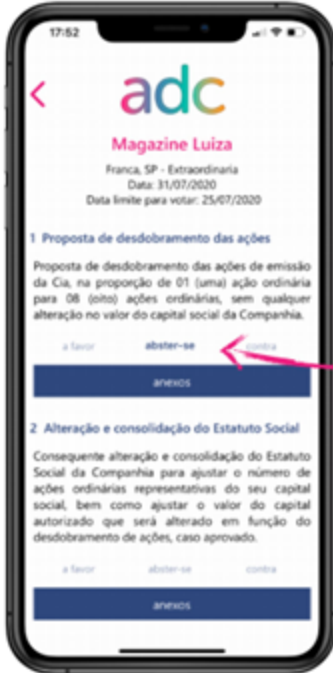 17:52
adc
Magazine Luiza
Franca, SP - Extraordinaria
Data: 31/07/2020
Data limite para votar: 25/07/2020
1 Proposta de desdobramento das ações
Proposta de desdobramento das ações de emissão
da Cia, na proporção de 01 (uma) ação ordinária
para 08 (oito) ações ordinárias, sem qualquer
alteração no valor do capital social da Companhia.
a favor abster-se contra
anexos
2 Alteração e consolidação do Estatuto Social
Consequente alteração e consolidação do Estatuto
Social da Companhia para ajustar o número de
ações ordinárias representativas do seu capital
social, bem como ajustar o valor do capital
autorizado que será alterado em função do
desdobramento de ações, caso aprovado.
a favor abster-se contra
anexos